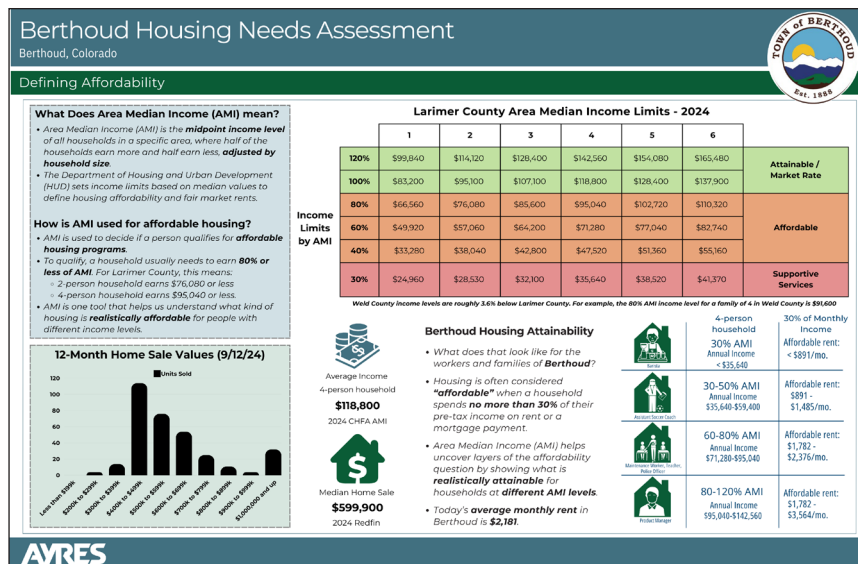 Berthoud Housing Needs Assessment
Berthoud, Colorado
TOWN of BERTHOUD
Est. 1888
Defining Affordability
What Does Area Median Income (AMI) mean?
• Area Median Income (AMI) is the midpoint income level
of all households in a specific area, where half of the
households earn more and half earn less, adjusted by
household size.
• The Department of Housing and Urban Development
(HUD) sets income limits based on median values to
define housing affordability and fair market rents.
How is AMI used for affordable housing?
• AMI is used to decide if a person qualifies for affordable
housing programs.
• To qualify, a household usually needs to earn 80% or
less of AMI. For Larimer County, this means:
◦ 2-person household earns $76,080 or less
◦ 4-person household earns $95,040 or less.
• AMI is one tool that helps us understand what kind of
housing is realistically affordable for people with
different income levels.
12-Month Home Sale Values (9/12/24)
Units Sold
120
100
80
60
40
20
0
Less than $199k
$200k to $299k
$300k to $399k
$400k to $499k
$500k to $599k
$600k to $699k
$700k to $799k
$800k to $899k
$900k to $999k
$1,000,000 and up
Larimer County Area Median Income Limits - 2024
1 2 3 4 5 6
Income
Limits
by AMI
120% $99,840 $114,120 $128,400 $142,560 $154,080 $165,480
100% $83,200 $95,100 $107,100 $118,800 $128,400 $137,900
Attainable /
Market Rate
80% $66,560 $76,080 $85,600 $95,040 $102,720 $110,320
60% $49,920 $57,060 $64,200 $71,280 $77,040 $82,740
Affordable
40% $33,280 $38,040 $42,800 $47,520 $51,360 $55,160
30% $24,960 $28,530 $32,100 $35,640 $38,520 $41,370
Supportive
Services
Weld County income levels are roughly 3.6% below Larimer County. For example, the 80% AMI income level for a family of 4 in Weld County is $91,600
Average Income
4-person household
$118,800
2024 CHFA AMI
Median Home Sale
$599,900
2024 Redfin
Berthoud Housing Attainability
• What does that look like for the
workers and families of Berthoud?
• Housing is often considered
"affordable" when a household
spends no more than 30% of their
pre-tax income on rent or a
mortgage payment.
• Area Median Income (AMI) helps
uncover layers of the affordability
question by showing what is
realistically attainable for
households at different AMI levels.
• Today's average monthly rent in
Berthoud is $2,181.
4-person
household
30% of Monthly
Income
Barista
30% AMI
Annual Income
< $35,640
Affordable rent:
< $891/mo.
Assistant Soccer Coach
30-50% AMI
Annual Income
$35,640-$59,400
Affordable rent:
$891 -
$1,485/mo.
Maintenance Worker, Teacher,
Police Officer
60-80% AMI
Annual Income
$71,280-$95,040
Affordable rent:
$1,782 -
$2,376/mo.
Product Manager
80-120% AMI
Annual Income
$95,040-$142,560
Affordable rent:
$1,782 -
$3,564/mo.
AYRES